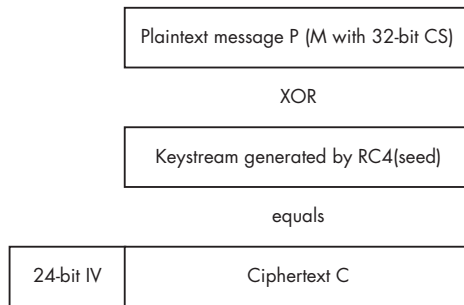 Plaintext message P (M with 32-bit CS)
XOR
Keystream generated by RC4(seed)
equals
24-bit IV Ciphertext C